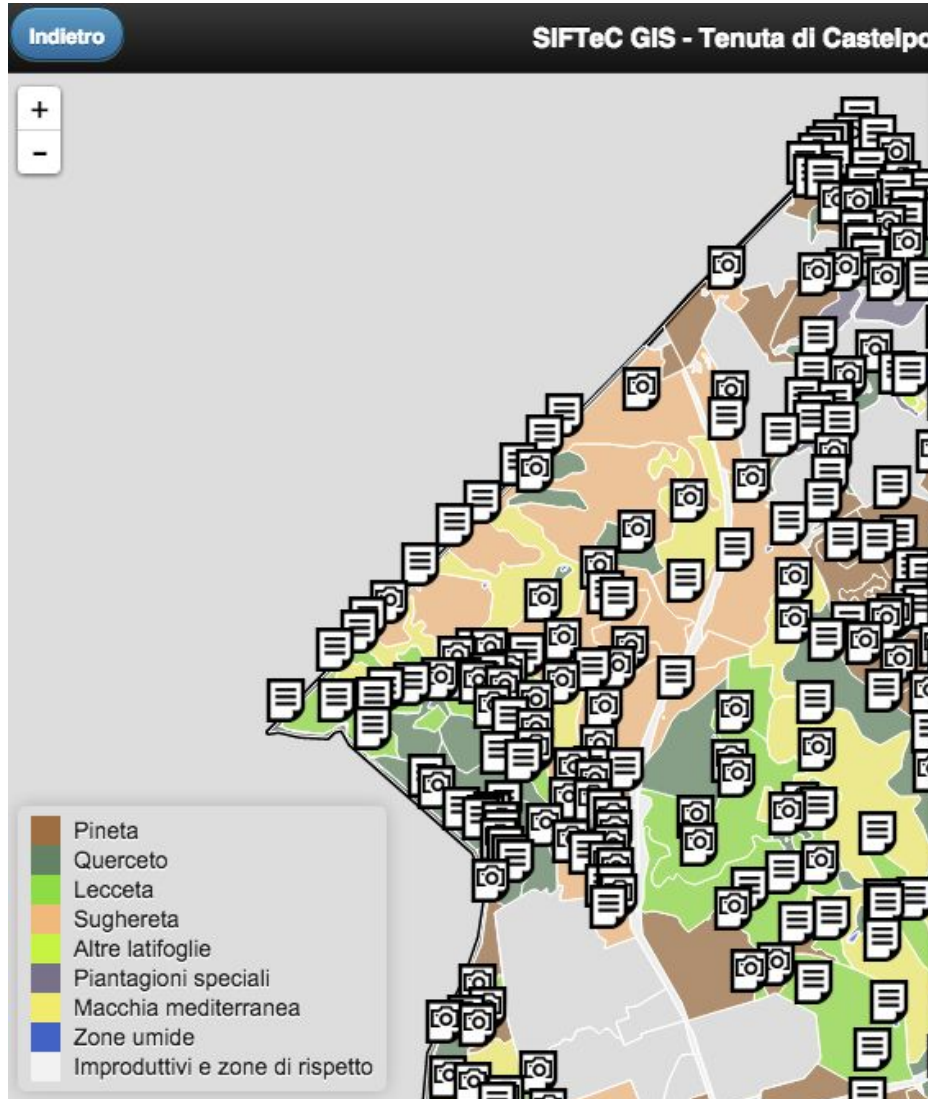 Indietro
SIFTeC GIS - Tenuta di Castelpo
+
-
Pineta
Querceto
Lecceta
Sughereta
Altre latifoglie
Piantagioni speciali
Macchia mediterranea
Zone umide
Improduttivi e zone di rispetto